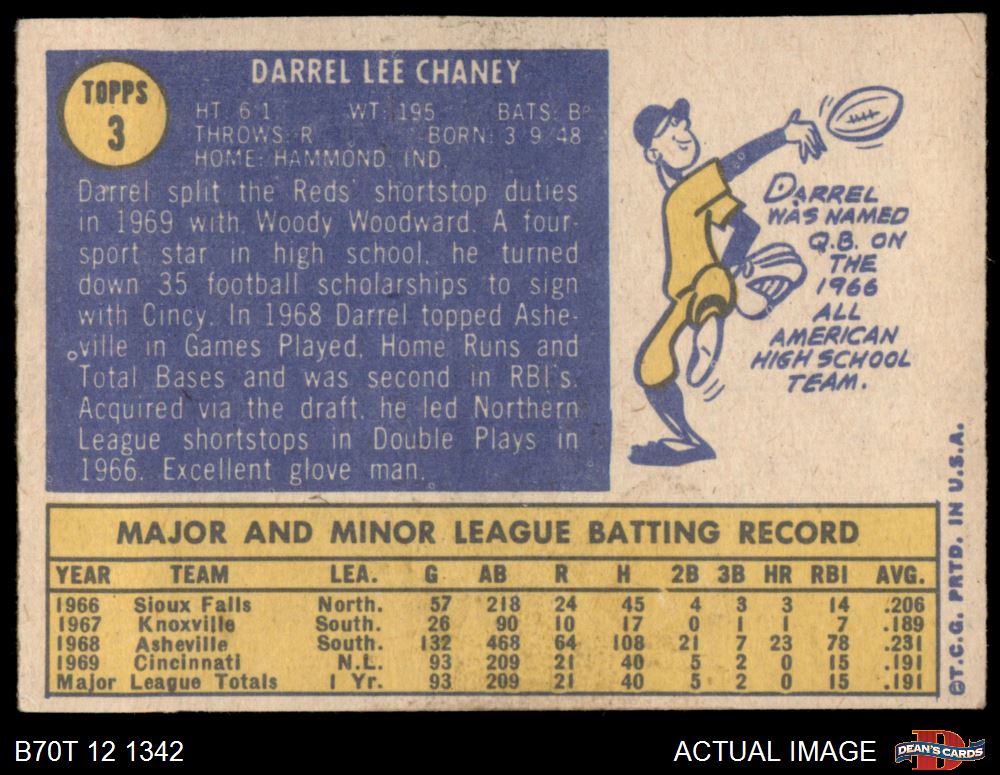 TOPPS
3
DARREL LEE CHANEY
HT: 6'1 WT: 195 BATS: B
THROWS: R BORN: 3 9 48
HOME: HAMMOND, IND.
Darrel split the Reds' shortstop duties
in 1969 with Woody Woodward. A four-
sport star in high school, he turned
down 35 football scholarships to sign
with Cincy. In 1968 Darrel topped Ashe-
ville in Games Played, Home Runs and
Total Bases and was second in RBI's.
Acquired via the draft, he led Northern
League shortstops in Double Plays in
1966. Excellent glove man.
DARREL
WAS NAMED
Q.B. ON
THE
1966
ALL
AMERICAN
HIGH SCHOOL
TEAM.
MAJOR AND MINOR LEAGUE BATTING RECORD
YEAR TEAM LEA. G AB R H 2B 3B HR RBI AVG.
1966 Sioux Falls North. 57 218 24 45 4 3 3 14 .206
1967 Knoxville South. 26 90 10 17 0 1 1 7 .189
1968 Asheville South. 132 468 64 108 21 7 23 78 .231
1969 Cincinnati N.L. 93 209 21 40 5 2 0 15 .191
Major League Totals 1 Yr. 93 209 21 40 5 2 0 15 .191
©T.C.G. PRTD. IN U.S.A.
B70T 12 1342
ACTUAL IMAGE
DEAN'S CARDS